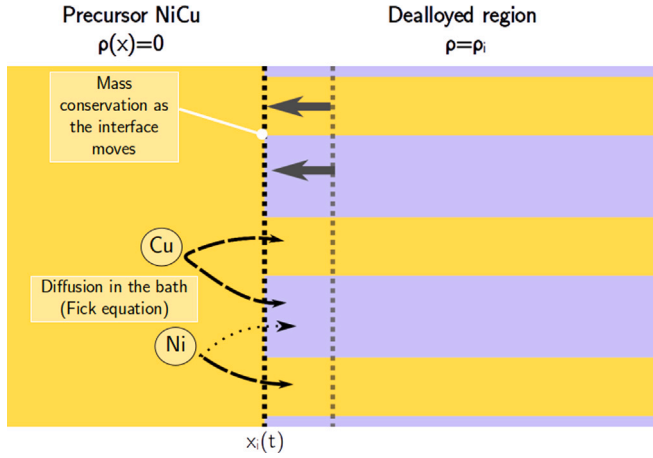 Precursor NiCu
ρ(x)=0
Dealloyed region
ρ=ρᵢ
Mass
conservation as
the interface
moves
Cu
Diffusion in the bath
(Fick equation)
Ni
xᵢ(t)